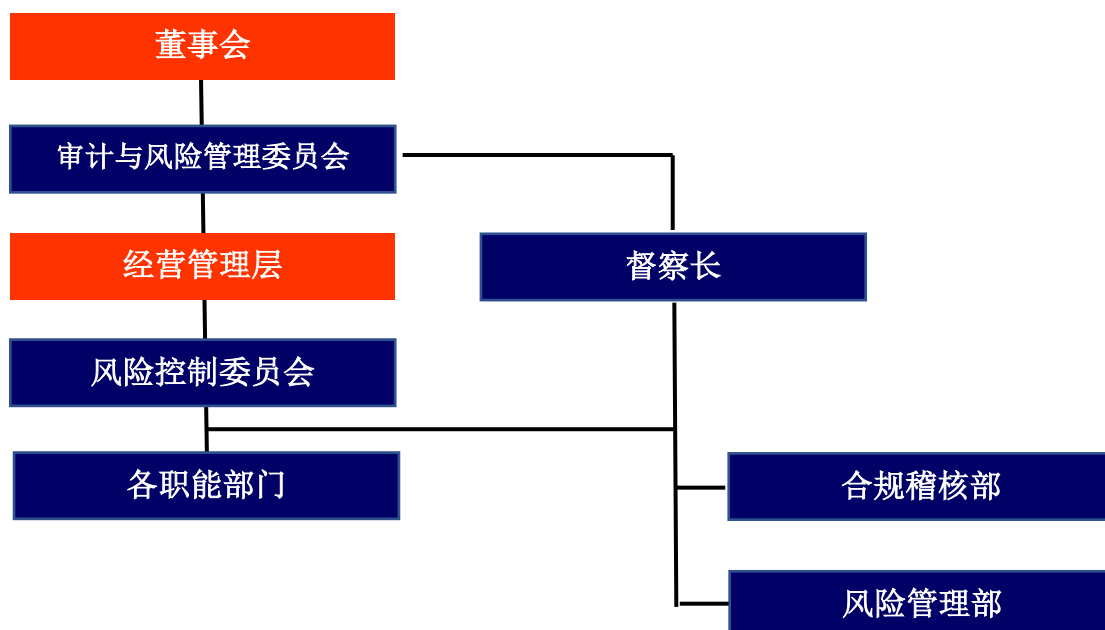 董事会
审计与风险管理委员会
经营管理层
督察长
风险控制委员会
各职能部门
合规稽核部
风险管理部